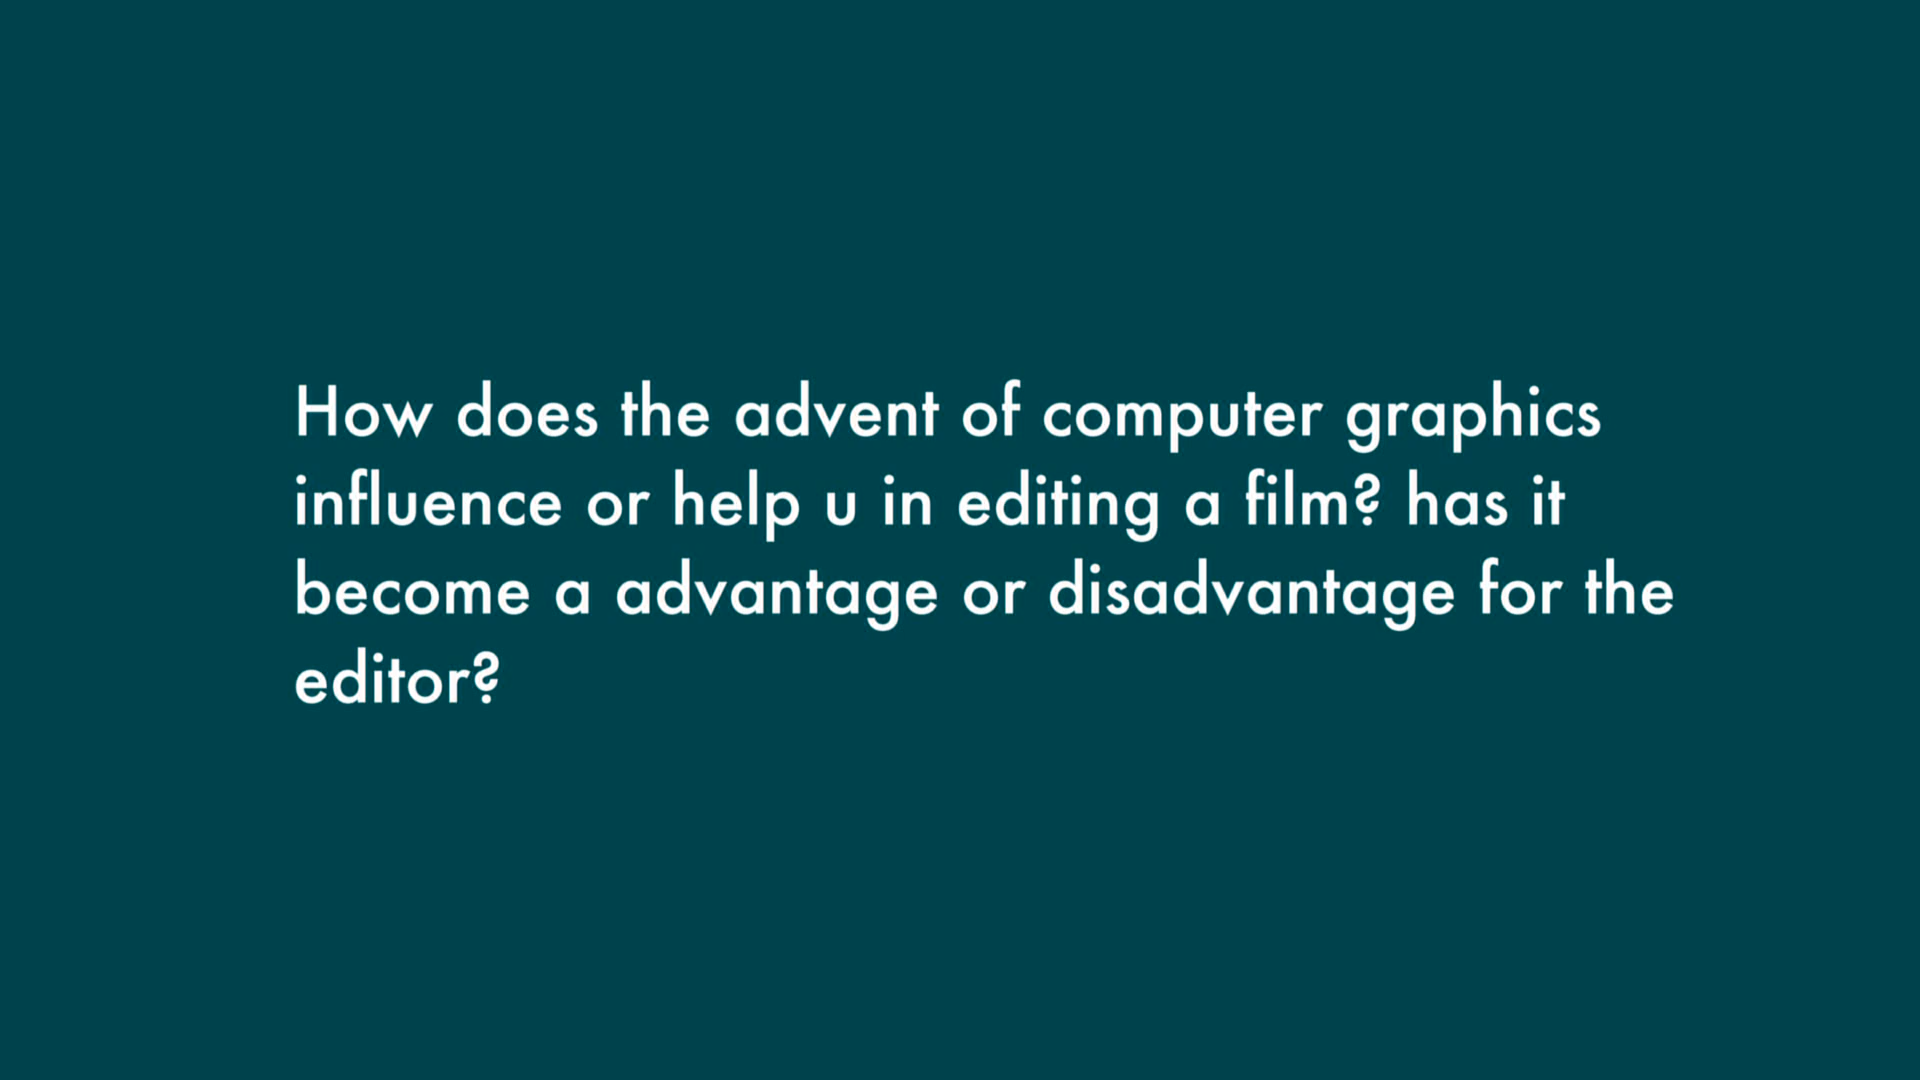 How does the advent of computer graphics
influence or help u in editing a film? has it
become a advantage or disadvantage for the
editor?